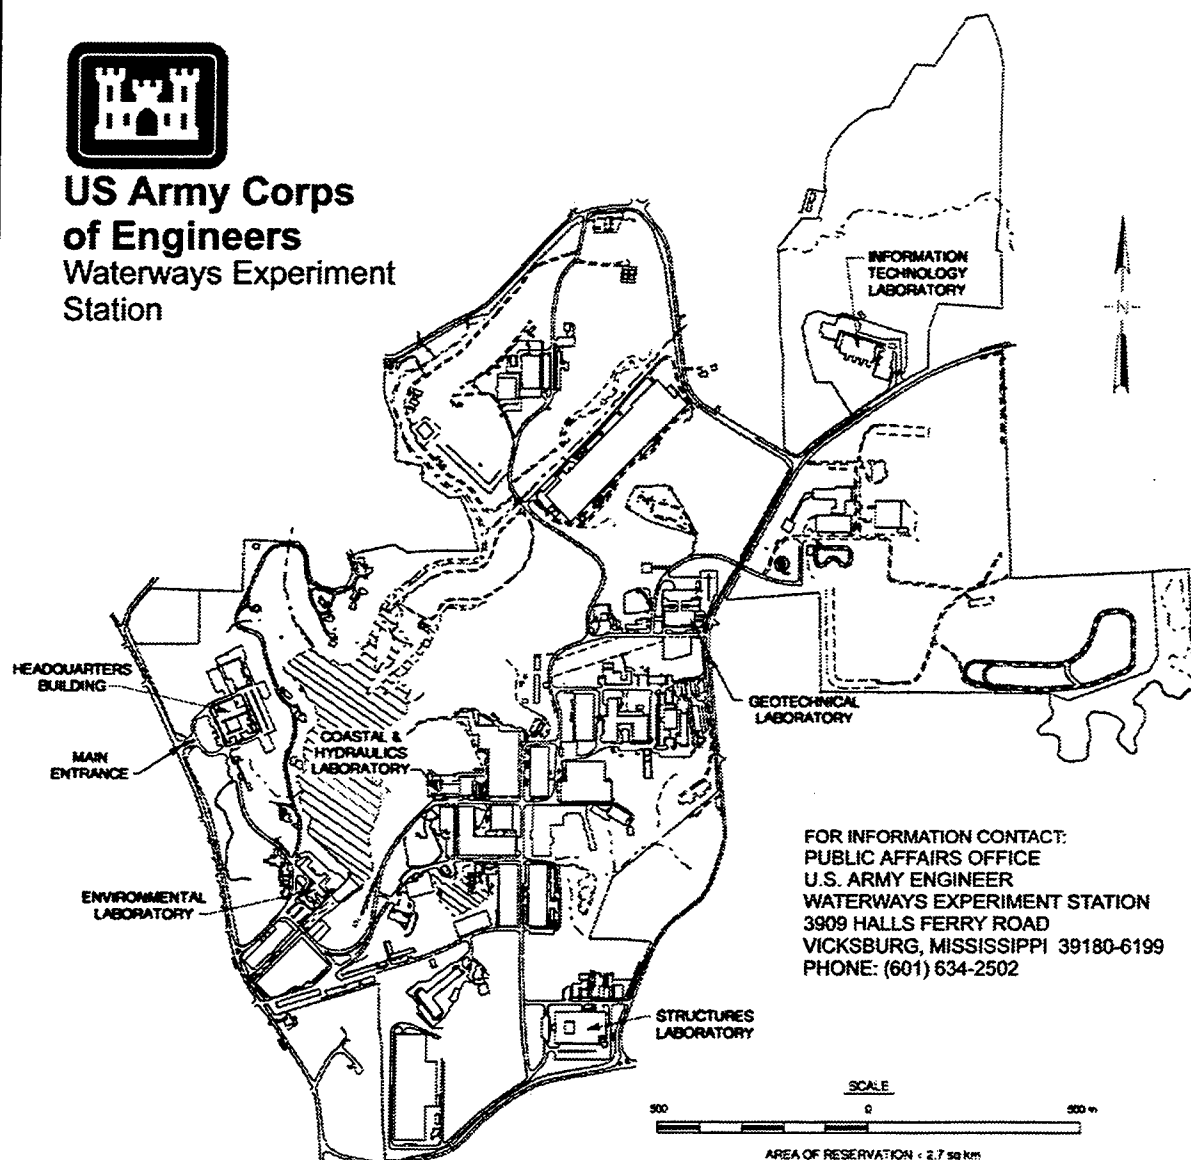 US Army Corps
of Engineers
Waterways Experiment
Station
INFORMATION
TECHNOLOGY
LABORATORY
N
HEADQUARTERS
BUILDING
MAIN
ENTRANCE
COASTAL &
HYDRAULICS
LABORATORY
GEOTECHNICAL
LABORATORY
ENVIRONMENTAL
LABORATORY
STRUCTURES
LABORATORY
FOR INFORMATION CONTACT:
PUBLIC AFFAIRS OFFICE
U.S. ARMY ENGINEER
WATERWAYS EXPERIMENT STATION
3909 HALLS FERRY ROAD
VICKSBURG, MISSISSIPPI 39180-6199
PHONE: (601) 634-2502
SCALE
500 0 500 m
AREA OF RESERVATION < 2.7 sq km